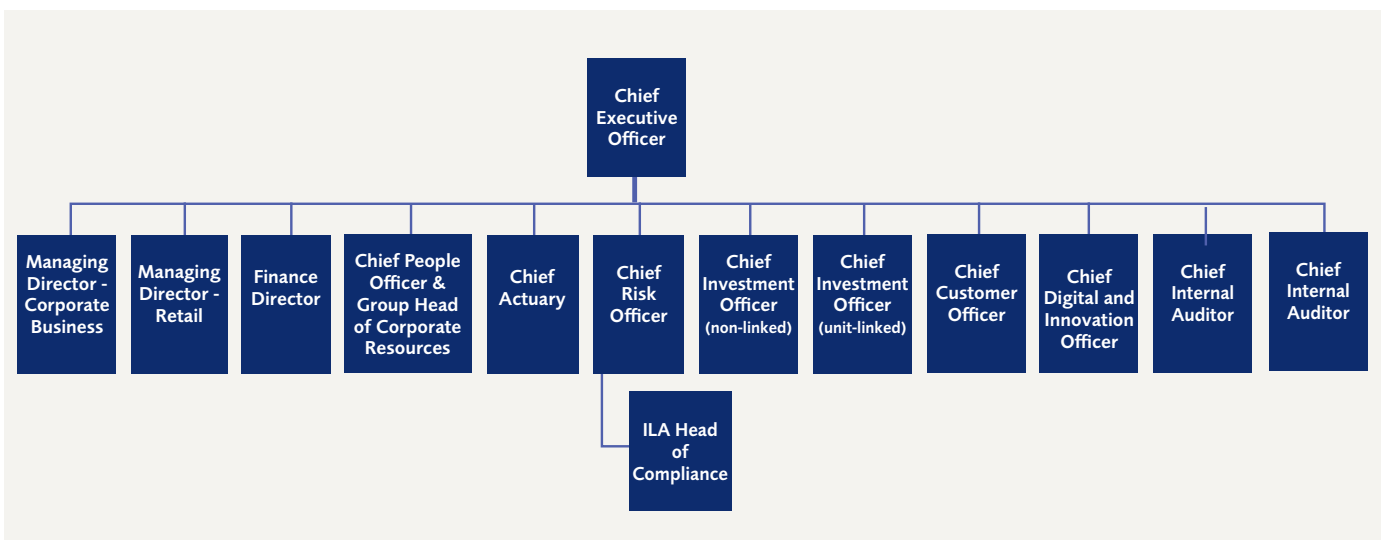 Chief
Executive
Officer
Managing
Director -
Corporate
Business
Managing
Director -
Retail
Finance
Director
Chief People
Officer &
Group Head
of Corporate
Resources
Chief
Actuary
Chief
Risk
Officer
Chief
Investment
Officer
(non-linked)
Chief
Investment
Officer
(unit-linked)
Chief
Customer
Officer
Chief
Digital and
Innovation
Officer
Chief
Internal
Auditor
Chief
Internal
Auditor
ILA Head
of
Compliance